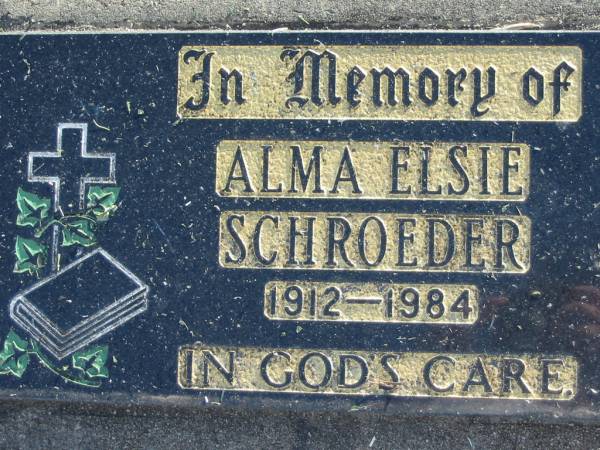 In Memory of
ALMA ELSIE
SCHROEDER
1912—1984
IN GOD'S CARE.